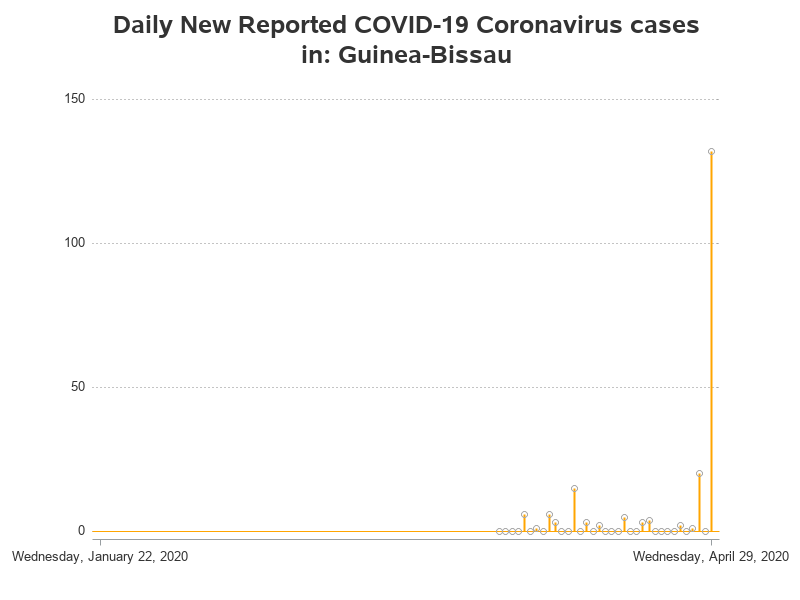 Daily New Reported COVID-19 Coronavirus cases
in: Guinea-Bissau
150
100
50
0
Wednesday, January 22, 2020
Wednesday, April 29, 2020